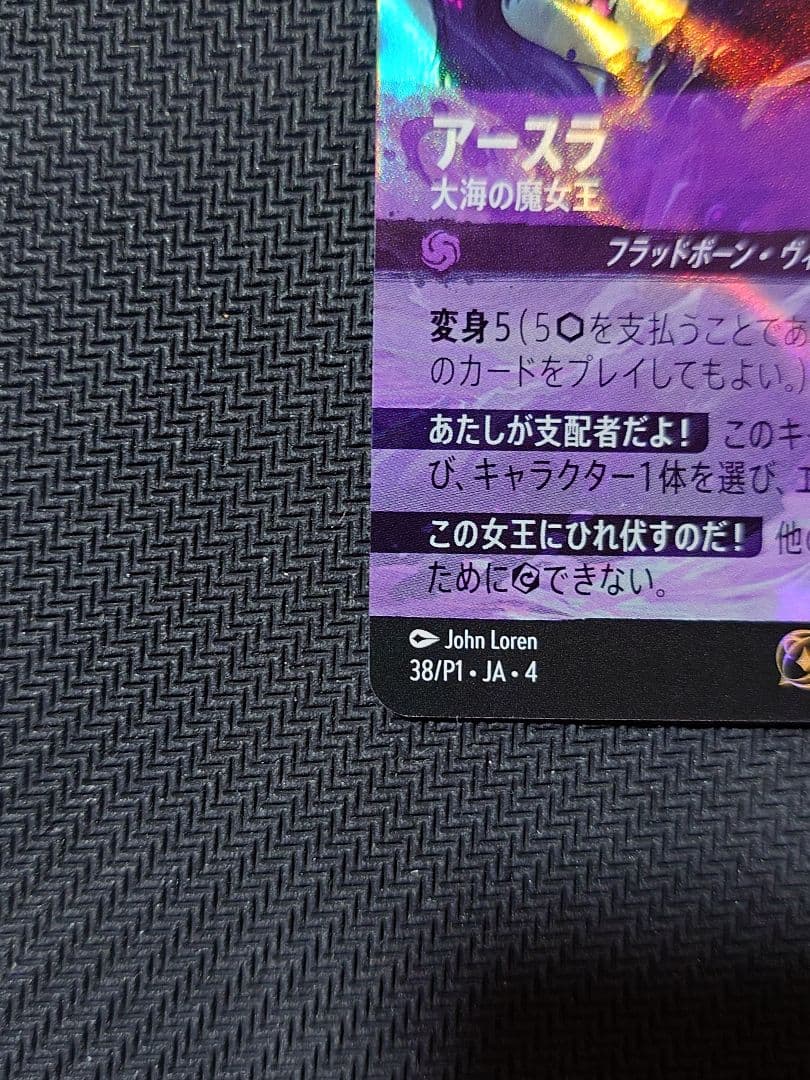 アースラ
大海の魔女王
フラッドボーン・ヴィ
変身5(5⬡を支払うことであ
のカードをプレイしてもよい。)
あたしが支配者だよ! このキ
び、キャラクター1体を選び、エ
この女王にひれ伏すのだ! 他の
ためにできない。
John Loren
38/P1・JA・4